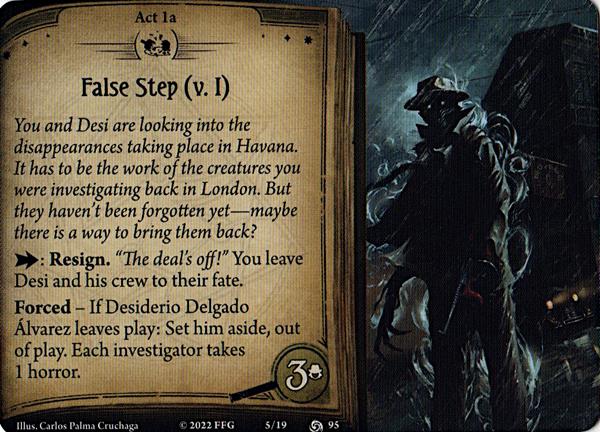 Act 1a
False Step (v. I)
You and Desi are looking into the
disappearances taking place in Havana.
It has to be the work of the creatures you
were investigating back in London. But
they haven't been forgotten yet—maybe
there is a way to bring them back?
: Resign. “The deal's off!” You leave
Desi and his crew to their fate.
Forced – If Desiderio Delgado
Álvarez leaves play: Set him aside, out
of play. Each investigator takes
1 horror.
3
Illus. Carlos Palma Cruchaga © 2022 FFG 5/19 95